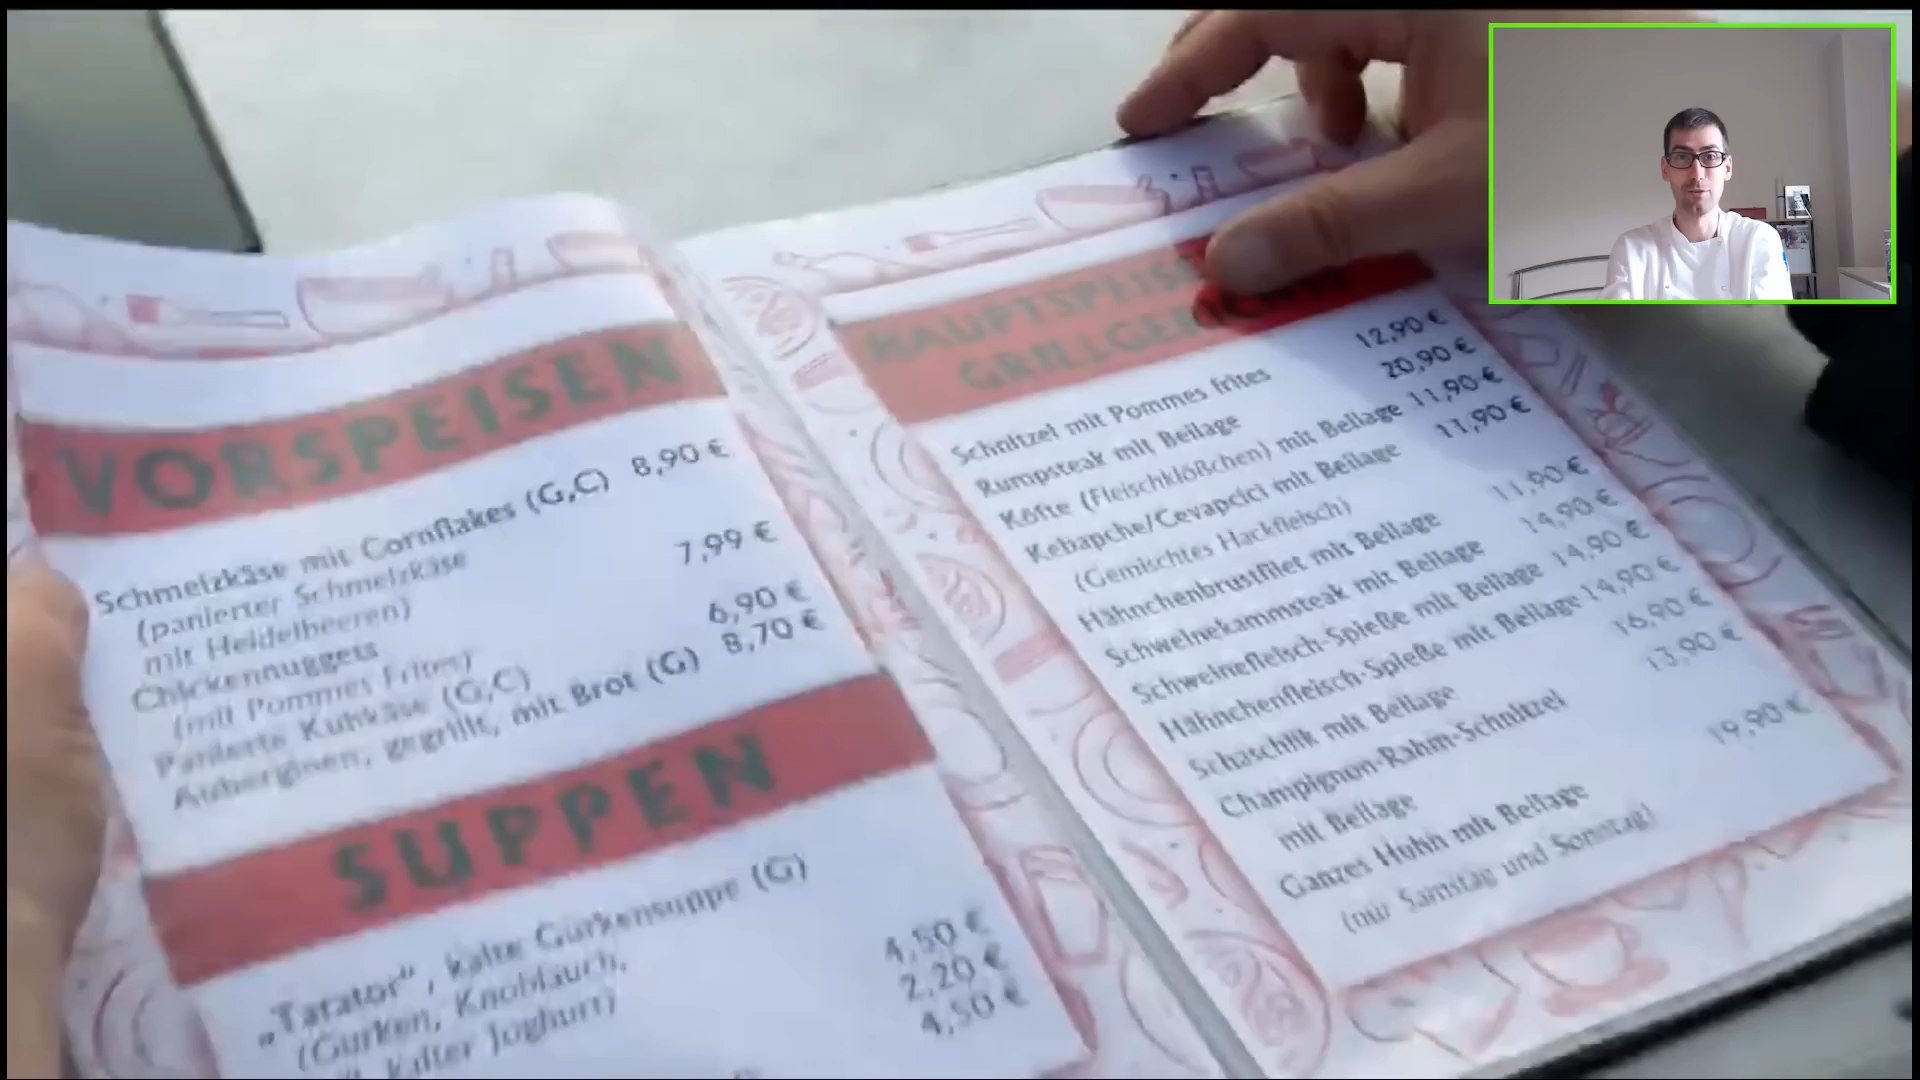 VORSPEISEN
Schmelzkäse mit Cornflakes (G,C) 8,90 €
(panierter Schmelzkäse
mit Heidelbeeren)
Chickennuggets 7,99 €
(mit Pommes Frites)
Panierte Kuhkäse (G,C) 6,90 €
Auberginen, gegrillt, mit Brot (G) 8,70 €
SUPPEN
„Tarator“, kalte Gurkensuppe (G)
(Gurken, Knoblauch,
kalter Joghurt)
4,50 €
2,20 €
4,50 €
HAUPTSPEISE
Schnitzel mit Pommes frites 12,90 €
Rumpsteak mit Beilage 20,90 €
Köfte (Fleischklößchen) mit Beilage 11,90 €
Kebapche/Cevapcici mit Beilage 11,90 €
(Gemischtes Hackfleisch)
Hähnchenbrustfilet mit Beilage 11,90 €
Schweinekammsteak mit Beilage 14,90 €
Schweinefleisch-Spieße mit Beilage 14,90 €
Hähnchenfleisch-Spieße mit Beilage 14,90 €
Schaschlik mit Beilage 16,90 €
Champignon-Rahm-Schnitzel 13,90 €
mit Beilage
Ganzes Huhn mit Beilage 19,90 €
(nur Samstag und Sonntag)